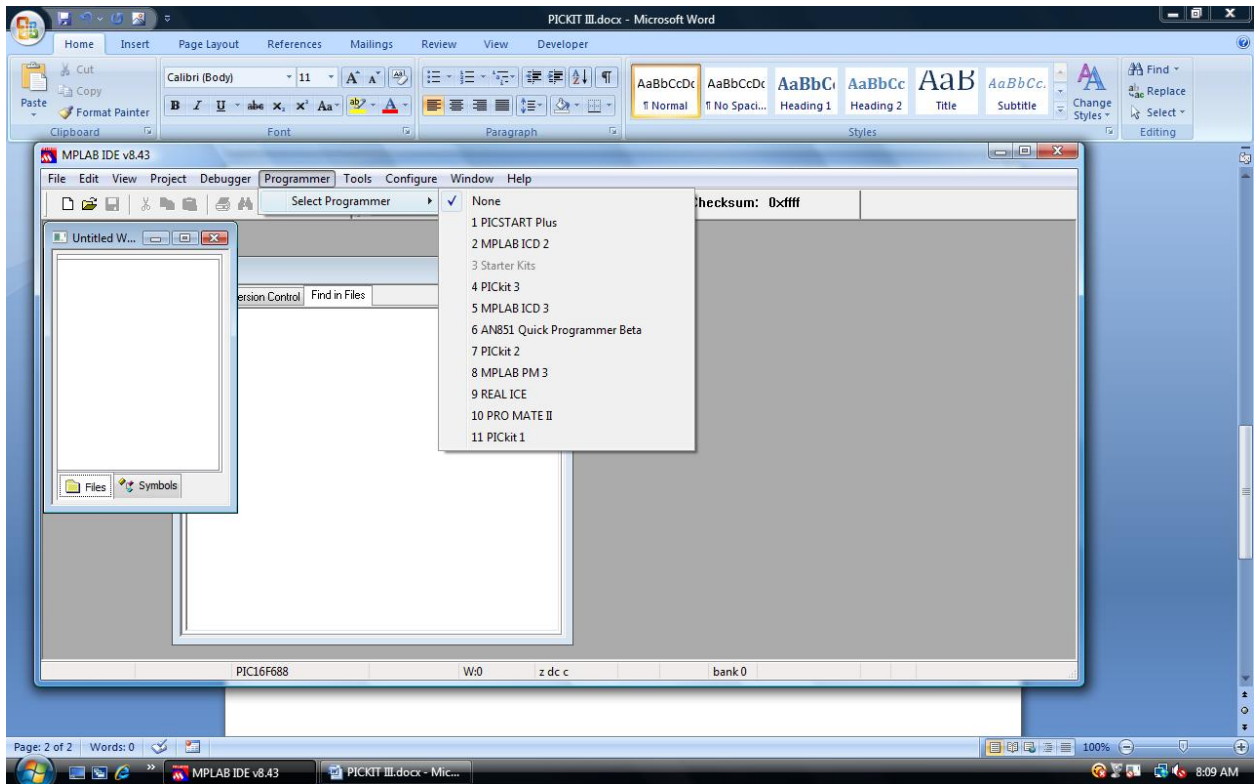 PICKIT III.docx - Microsoft Word
Home Insert Page Layout References Mailings Review View Developer
Cut
Copy
Format Painter
Paste
Calibri (Body) 11
B I U abe x₂ x² Aa
AaBbCcDc AaBbCcDc AaBbC AaBbCc AaB AaBbCc.
¶ Normal ¶ No Spaci... Heading 1 Heading 2 Title Subtitle
Change Styles
Find
Replace
Select
Clipboard Font Paragraph Styles Editing
MPLAB IDE v8.43
File Edit View Project Debugger Programmer Tools Configure Window Help
Select Programmer
None
1 PICSTART Plus
2 MPLAB ICD 2
3 Starter Kits
4 PICkit 3
5 MPLAB ICD 3
6 AN851 Quick Programmer Beta
7 PICkit 2
8 MPLAB PM 3
9 REAL ICE
10 PRO MATE II
11 PICkit 1
hecksum: 0xffff
Untitled W...
ersion Control Find in Files
Files Symbols
PIC16F688 W:0 z dc c bank 0
Page: 2 of 2 Words: 0 100%
MPLAB IDE v8.43 PICKIT III.docx - Mic... 8:09 AM